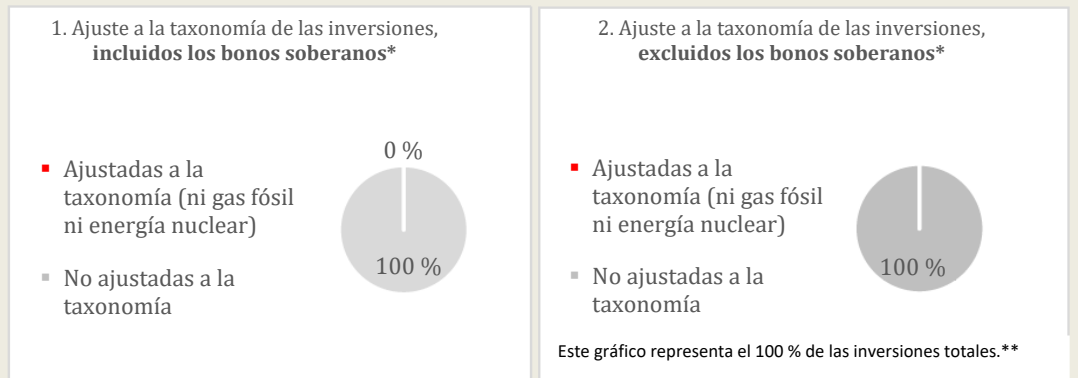 1. Ajuste a la taxonomía de las inversiones,
incluidos los bonos soberanos*
Ajustadas a la
taxonomía (ni gas fósil
ni energía nuclear)
No ajustadas a la
taxonomía
0 %
100 %
2. Ajuste a la taxonomía de las inversiones,
excluidos los bonos soberanos*
Ajustadas a la
taxonomía (ni gas fósil
ni energía nuclear)
No ajustadas a la
taxonomía
100 %
Este gráfico representa el 100 % de las inversiones totales.**